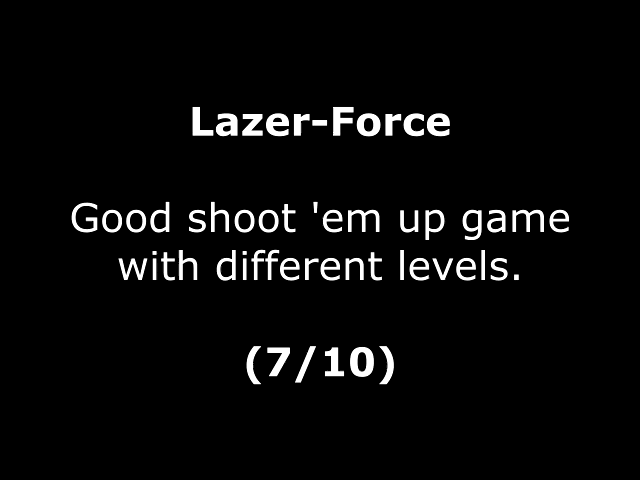 Lazer-Force
Good shoot 'em up game
with different levels.
(7/10)